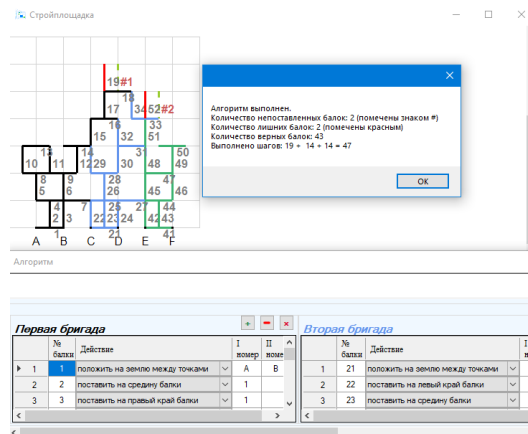 Стройплощадка
19#1
18
17 34 52#2
16 33
15 32 51
13 14 31 50
10 11 12 29 30 48 49
8 9 28 47
5 6 26 45 46
4 7 25 27 44
2 3 22 23 24 42 43
1 21 41
A B C D E F
Алгоритм выполнен.
Количество непоставленных балок: 2 (помечены знаком #)
Количество лишних балок: 2 (помечены красным)
Количество верных балок: 43
Выполнено шагов: 19 + 14 + 14 = 47
ОК
Алгоритм
Первая бригада
Вторая бригада
№ балки Действие I номер II номе
№ балки Действие I
1 1 положить на землю между точками A B
2 2 поставить на средину балки 1
3 3 поставить на правый край балки 1
1 21 положить на землю между точками
2 22 поставить на левый край балки
3 23 поставить на средину балки